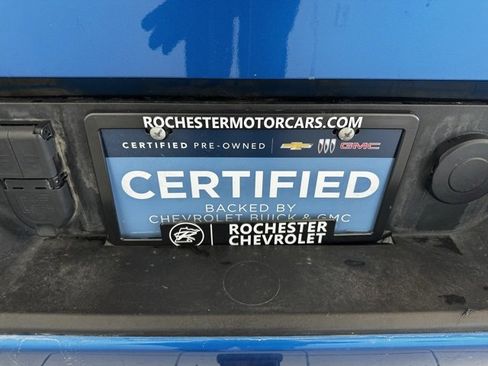 ROCHESTERMOTORCARS.COM
CERTIFIED PRE-OWNED | GMC
CERTIFIED
BACKED BY
CHEVROLET BUICK & GMC
ROCHESTER
CHEVROLET